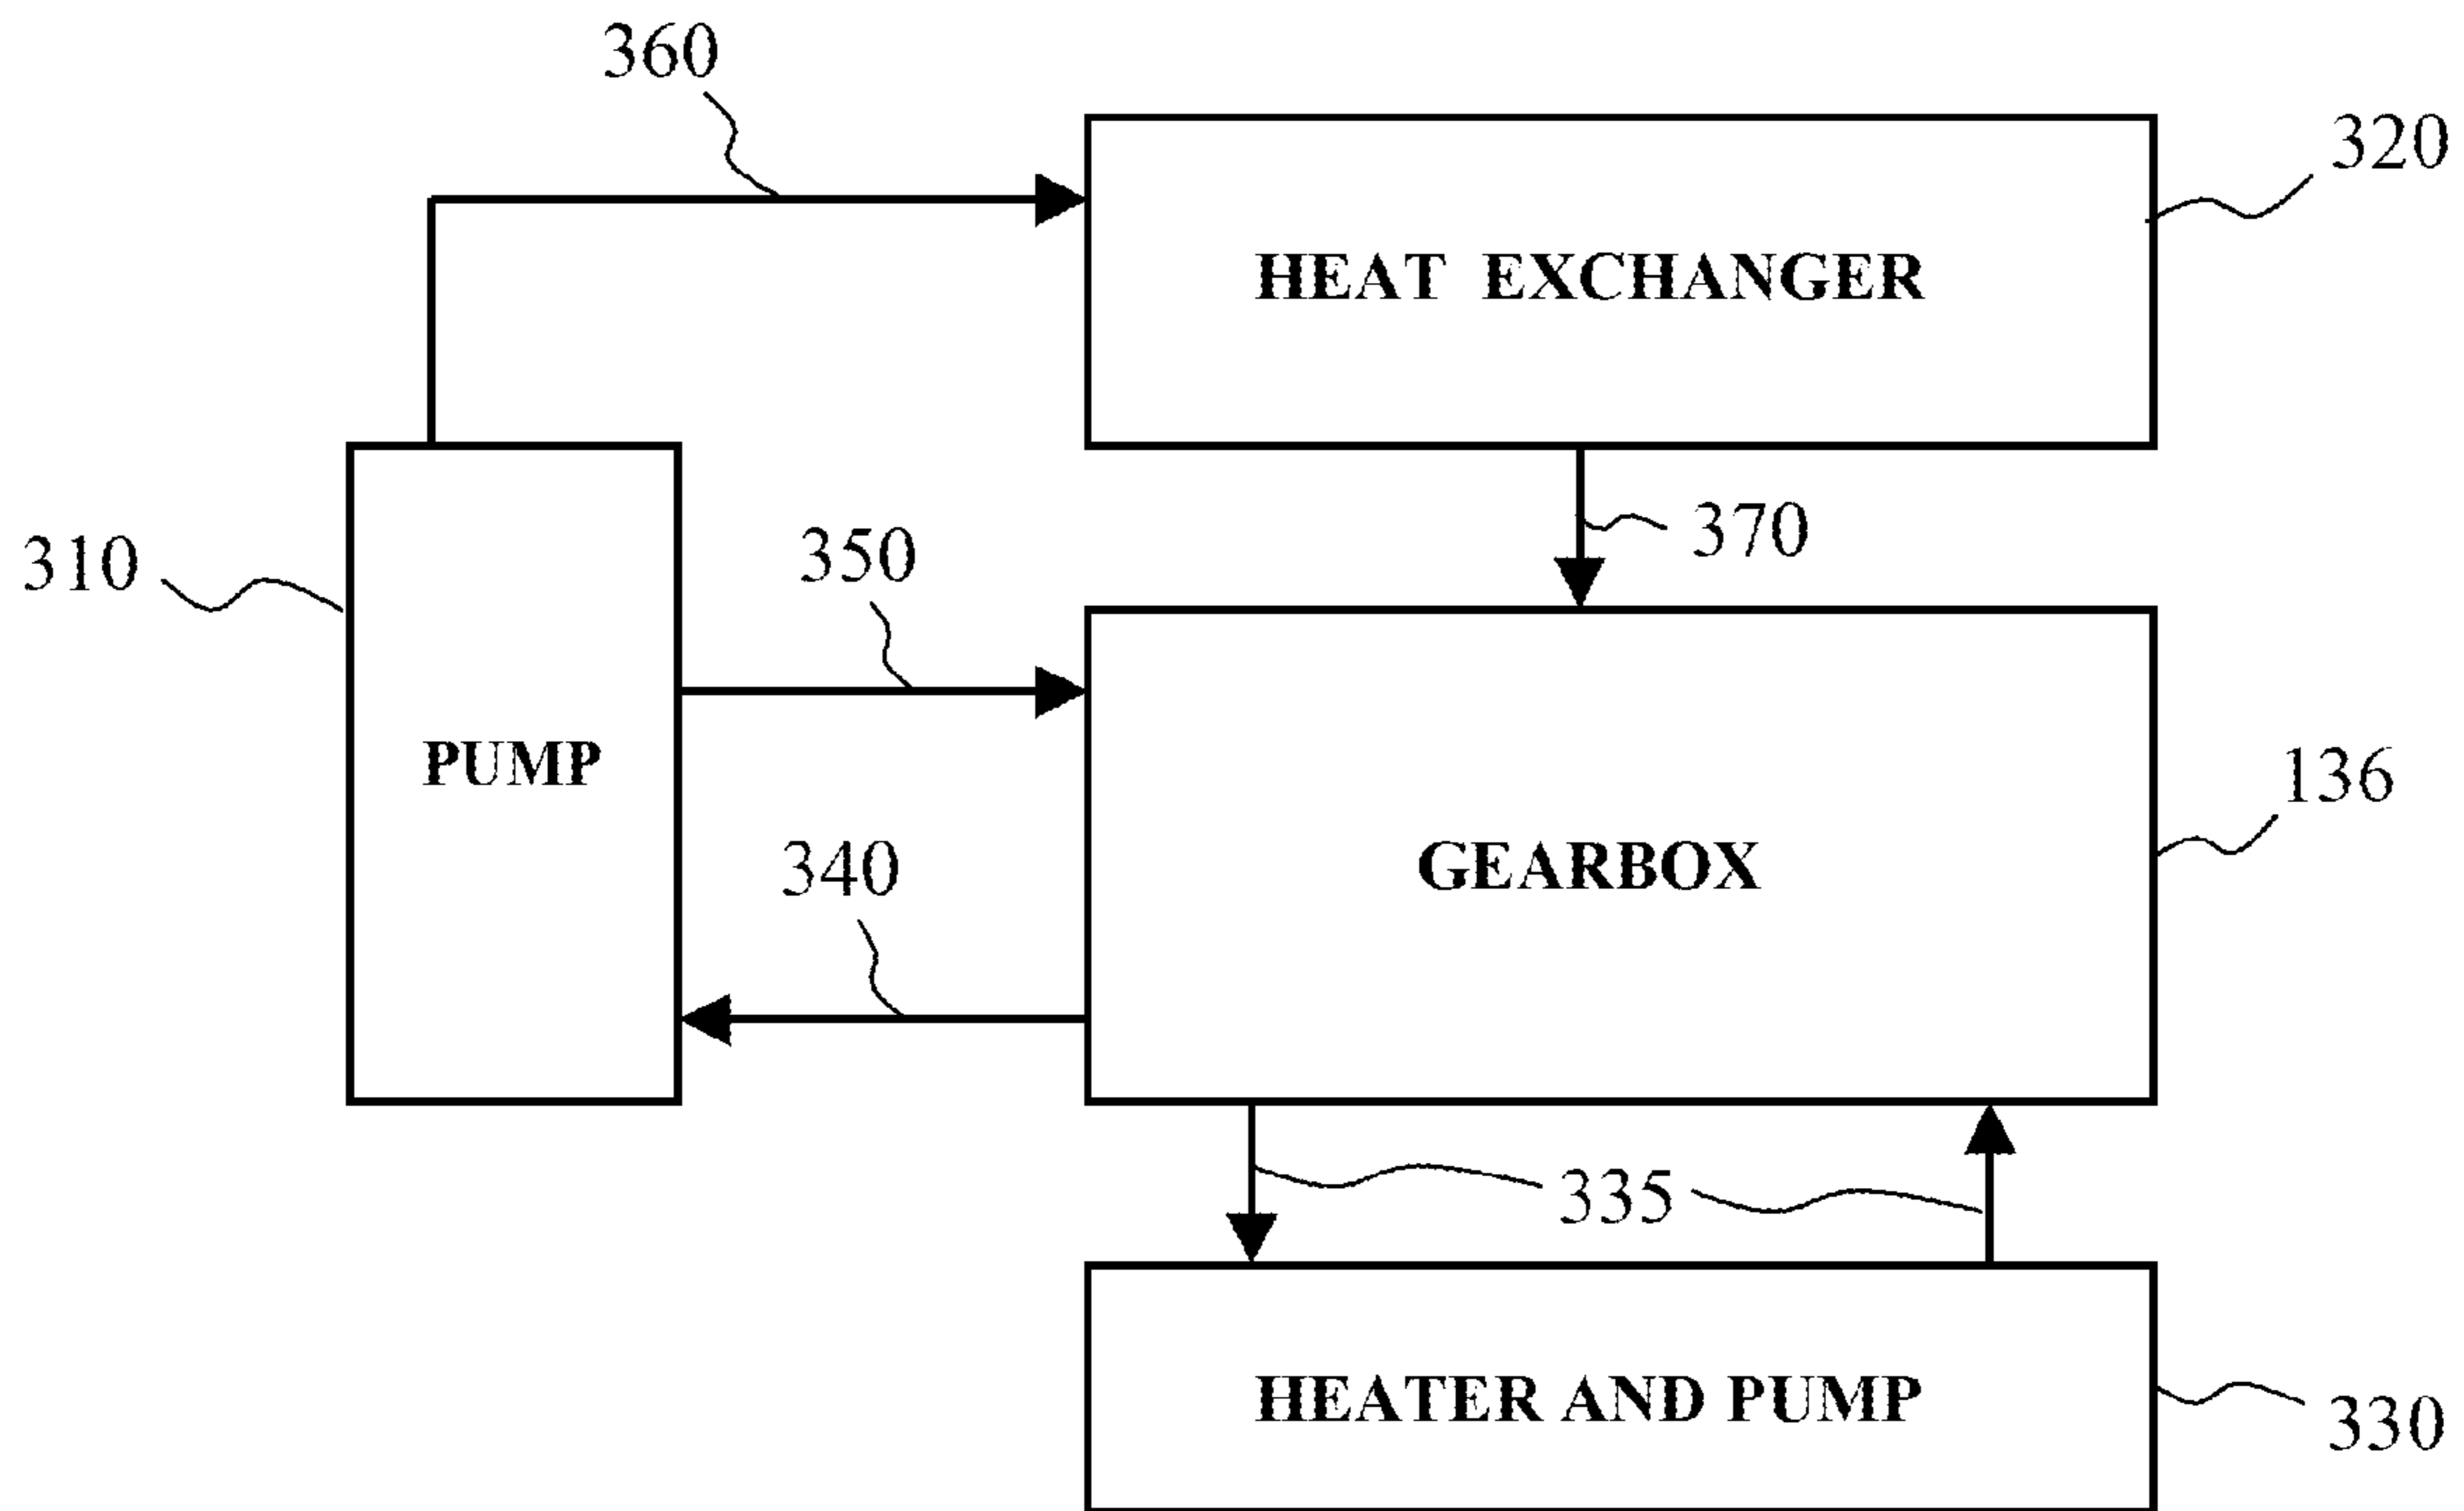 360
320
HEAT EXCHANGER
370
310
350
PUMP
136
340
GEARBOX
335
HEATER AND PUMP
330